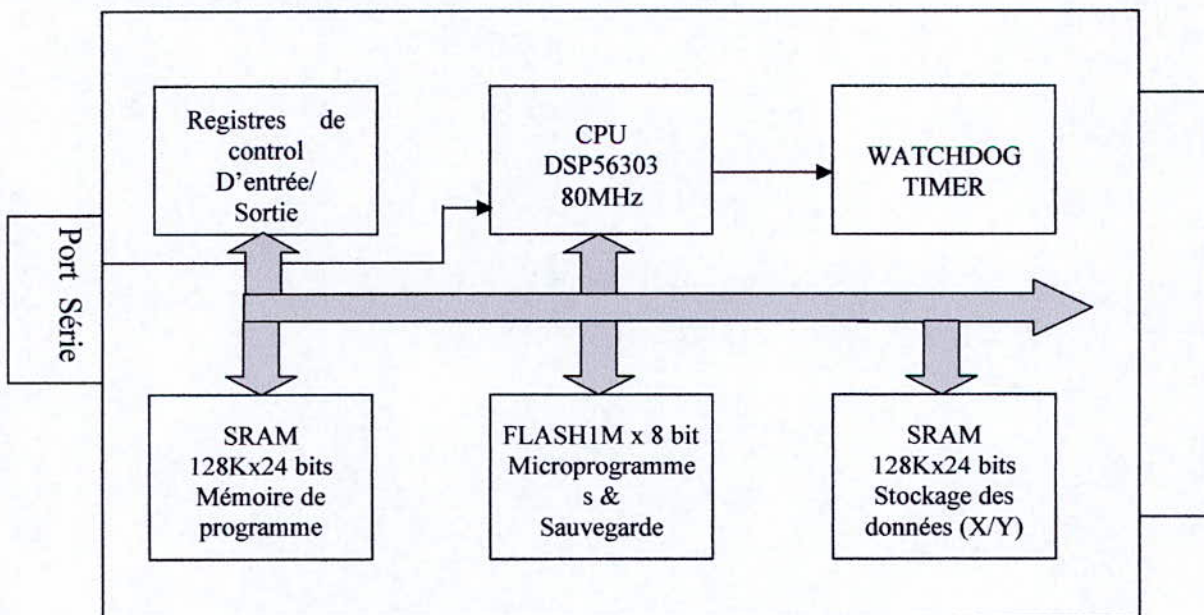 Registres de
control
D'entrée/
Sortie
CPU
DSP56303
80MHz
WATCHDOG
TIMER
Port Série
SRAM
128Kx24 bits
Mémoire de
programme
FLASH1M x 8 bit
Microprogramme
s &
Sauvegarde
SRAM
128Kx24 bits
Stockage des
données (X/Y)